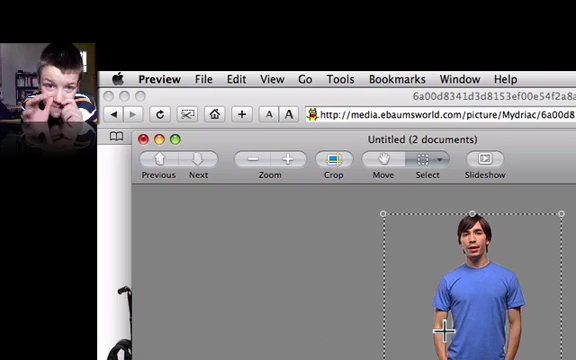 Preview File Edit View Go Tools Bookmarks Window Help
6a00d8341d3d8153ef00e54f2a8
A A http://media.ebaumsworld.com/picture/Mydriac/6a00d8
Untitled (2 documents)
Previous Next Zoom Crop Move Select Slideshow